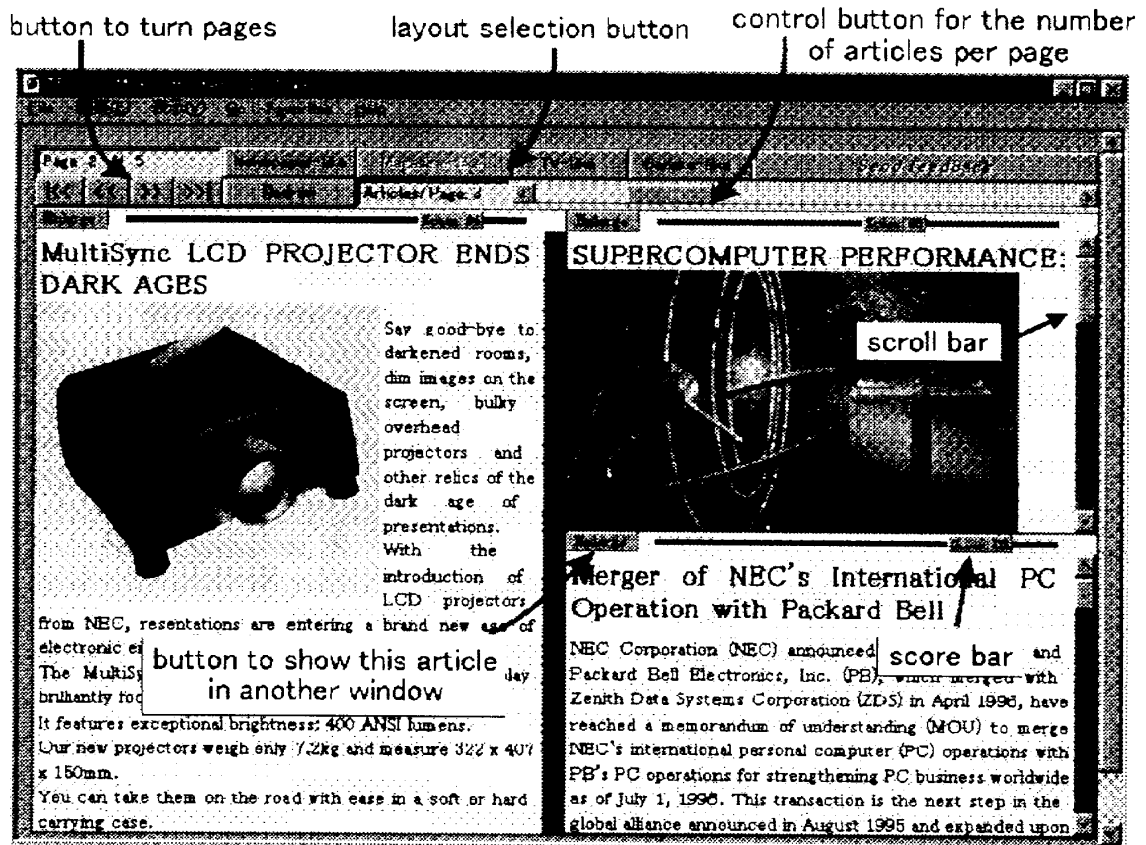 button to turn pages
layout selection button
control button for the number
of articles per page
Page 2 5
Articles/Page
MultiSync LCD PROJECTOR ENDS
DARK AGES
Say good-bye to
darkened rooms,
dim images on the
screen, bulky
overhead
projectors and
other relics of the
dark age of
presentations.
With the
introduction of
LCD projectors
from NEC, resentations are entering a brand new age of
electronic
button to show this article
in another window
The
brilliantly
It features exceptional brightness: 400 ANSI lumens.
Our new projectors weigh only 7.2kg and measure 322 x 407
x 150mm.
You can take them on the road with ease in a soft or hard
carrying case.
SUPERCOMPUTER PERFORMANCE:
scroll bar
Merger of NEC's International PC
Operation with Packard Bell
score bar
NEC Corporation (NEC) announced and
Packard Bell Electronics, Inc. (PB), which merged with
Zenith Data Systems Corporation (ZDS) in April 1996, have
reached a memorandum of understanding (MOU) to merge
NEC's international personal computer (PC) operations with
PB's PC operations for strengthening PC business worldwide
as of July 1, 1996. This transaction is the next step in the
global alliance announced in August 1995 and expanded upon